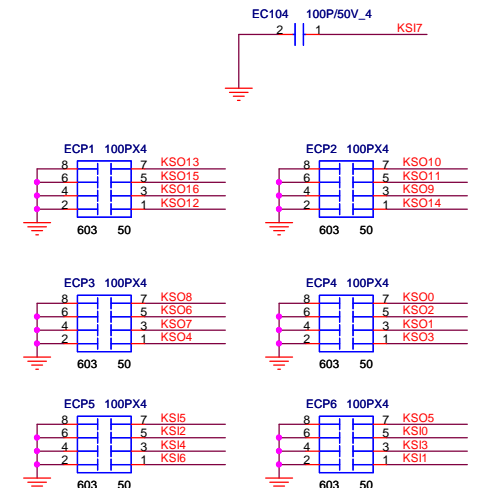 EC104 100P/50V_4
2 1 KSI7
ECP1 100PX4 ECP2 100PX4
8 7 KSO13 8 7 KSO10
6 5 KSO15 6 5 KSO11
4 3 KSO16 4 3 KSO9
2 1 KSO12 2 1 KSO14
603 50 603 50
ECP3 100PX4 ECP4 100PX4
8 7 KSO8 8 7 KSO0
6 5 KSO6 6 5 KSO2
4 3 KSO7 4 3 KSO1
2 1 KSO4 2 1 KSO3
603 50 603 50
ECP5 100PX4 ECP6 100PX4
8 7 KSI5 8 7 KSO5
6 5 KSI2 6 5 KSI0
4 3 KSI4 4 3 KSI3
2 1 KSI6 2 1 KSI1
603 50 603 50